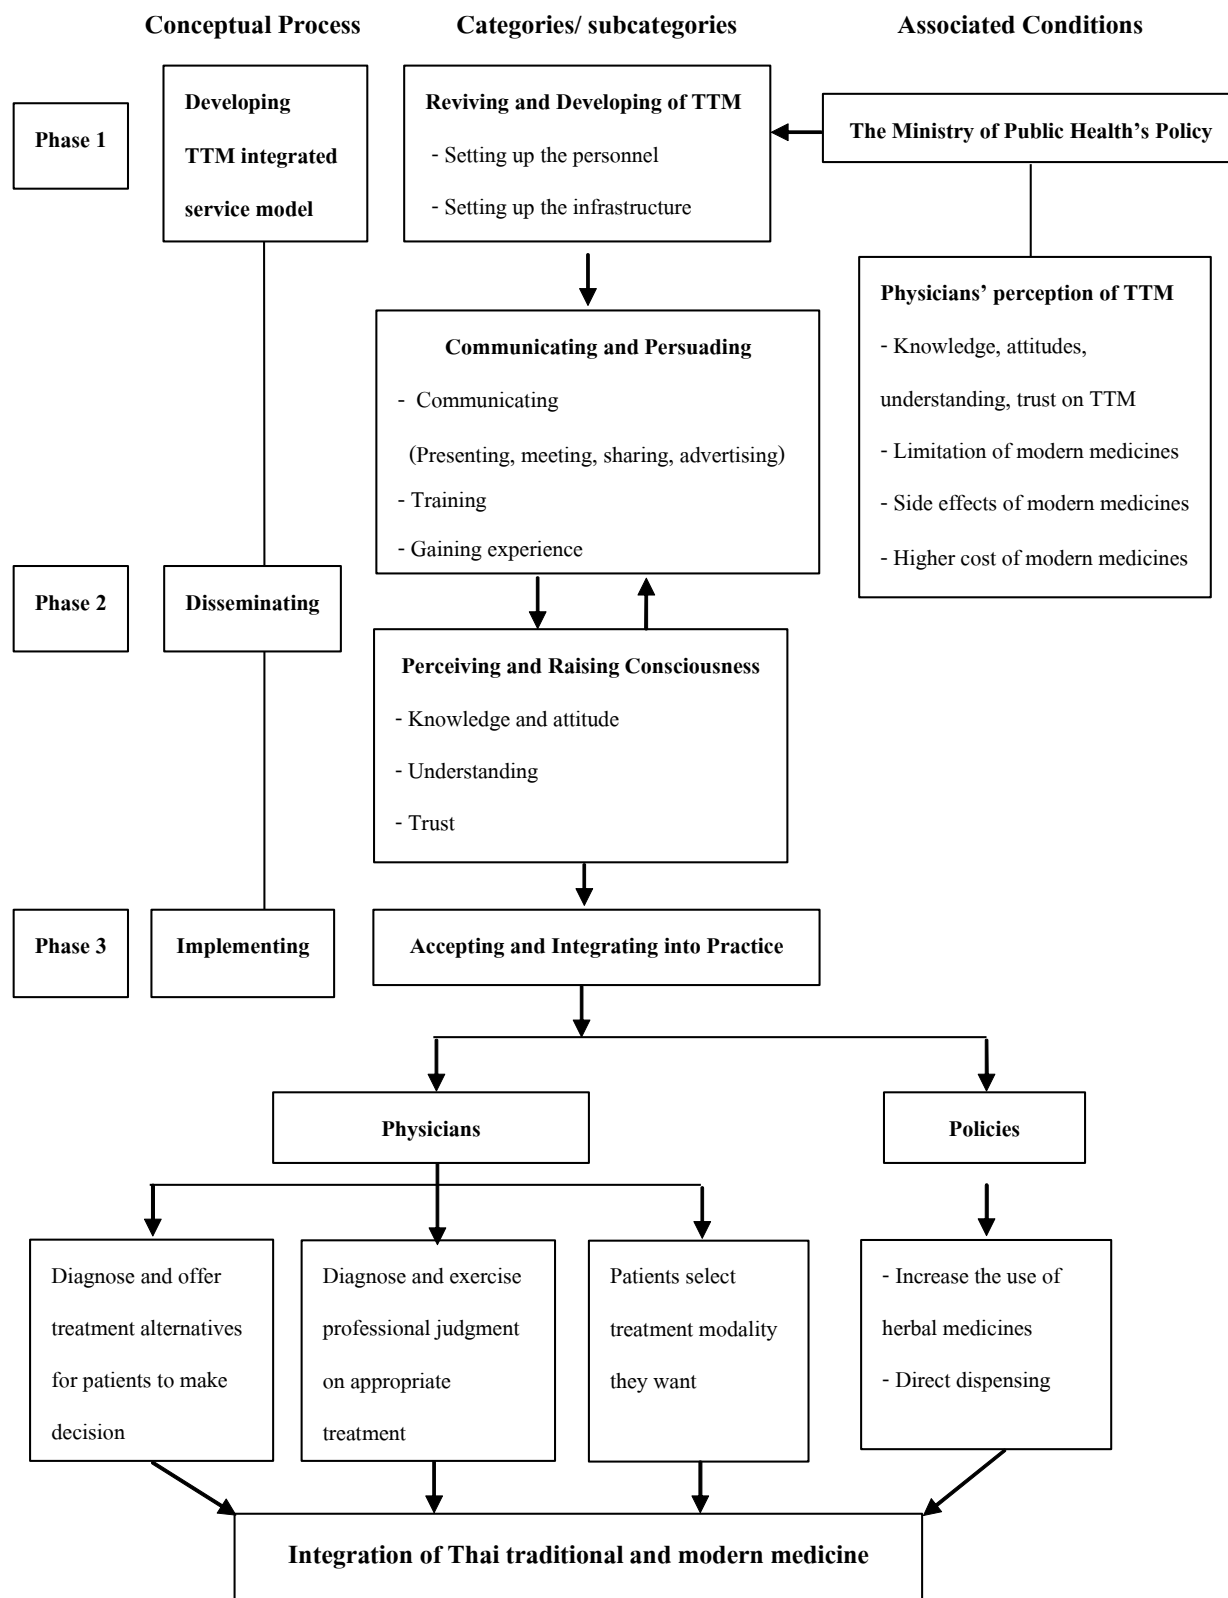 Conceptual Process
Categories/ subcategories
Associated Conditions
Phase 1
Developing
TTM integrated
service model
Reviving and Developing of TTM
- Setting up the personnel
- Setting up the infrastructure
The Ministry of Public Health’s Policy
Physicians’ perception of TTM
- Knowledge, attitudes,
understanding, trust on TTM
- Limitation of modern medicines
- Side effects of modern medicines
- Higher cost of modern medicines
Communicating and Persuading
- Communicating
(Presenting, meeting, sharing, advertising)
- Training
- Gaining experience
Phase 2
Disseminating
Perceiving and Raising Consciousness
- Knowledge and attitude
- Understanding
- Trust
Phase 3
Implementing
Accepting and Integrating into Practice
Physicians
Policies
Diagnose and offer
treatment alternatives
for patients to make
decision
Diagnose and exercise
professional judgment
on appropriate
treatment
Patients select
treatment modality
they want
- Increase the use of
herbal medicines
- Direct dispensing
Integration of Thai traditional and modern medicine